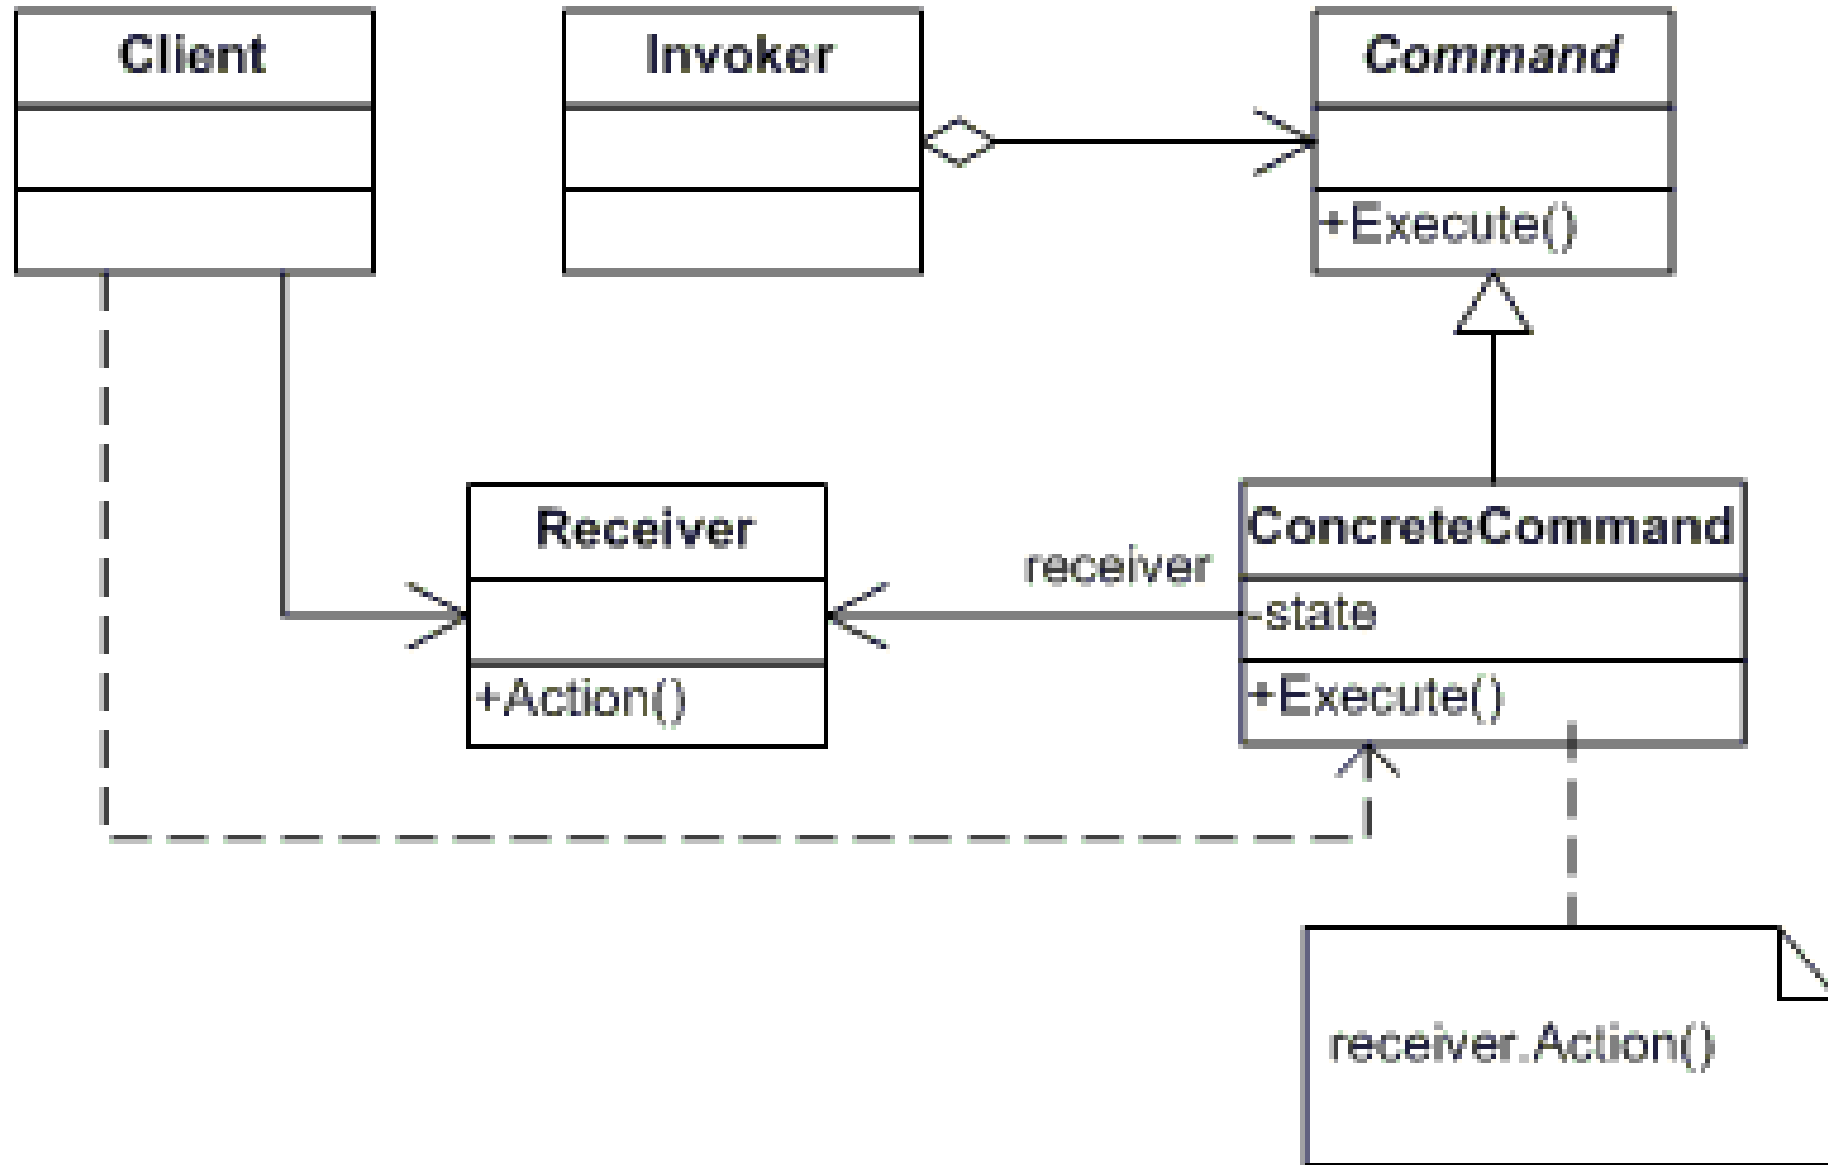 Client
Invoker
Command
+Execute()
Receiver
+Action()
receiver
ConcreteCommand
-state
+Execute()
receiver.Action()